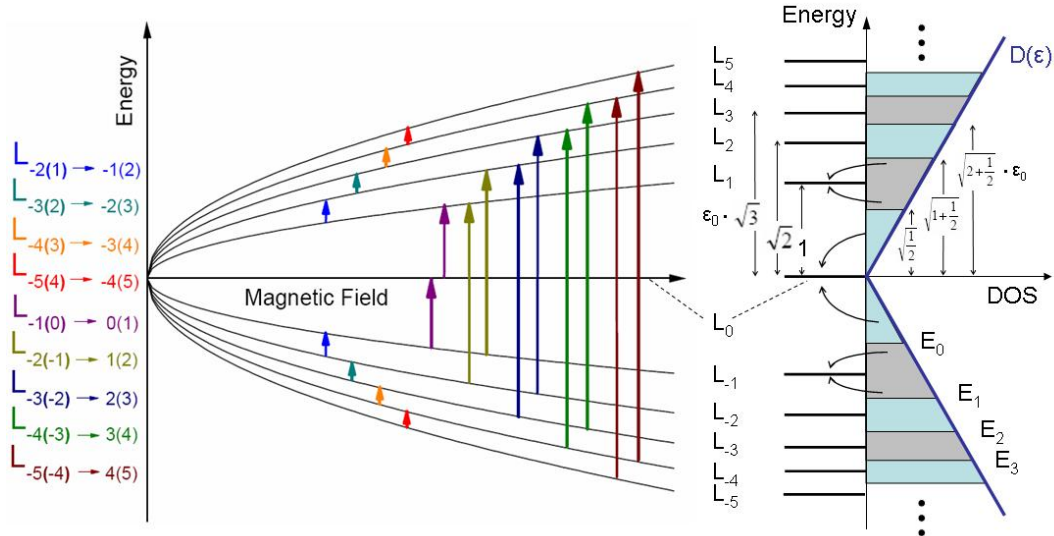 Energy
Magnetic Field
L-2(1) → -1(2)
L-3(2) → -2(3)
L-4(3) → -3(4)
L-5(4) → -4(5)
L-1(0) → 0(1)
L-2(-1) → 1(2)
L-3(-2) → 2(3)
L-4(-3) → 3(4)
L-5(-4) → 4(5)
Energy
D(ε)
L5
L4
L3
L2
L1
L0
L-1
L-2
L-3
L-4
L-5
ε0·√3
√2
1
√1/2
√1+1/2
√2+1/2 · ε0
DOS
E0
E1
E2
E3